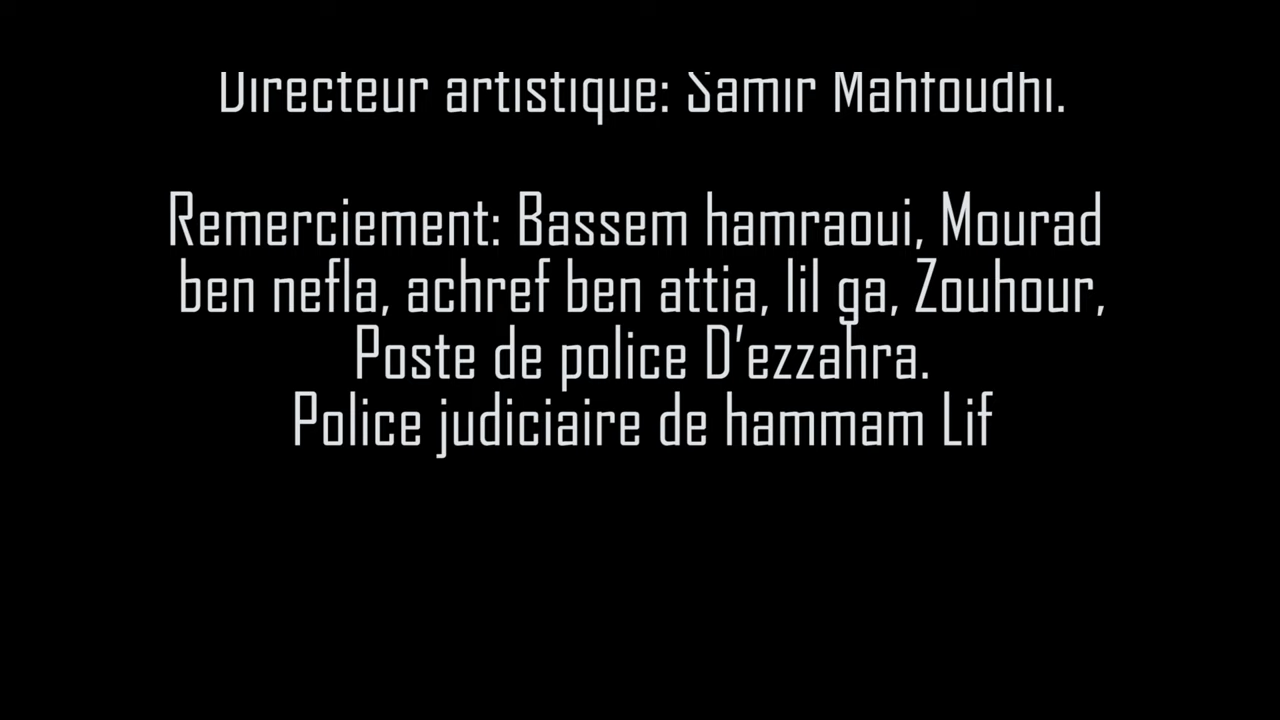 Directeur artistique: Samir Mahfoudhi.
Remerciement: Bassem hamraoui, Mourad
ben nefla, achref ben attia, lil ga, Zouhour,
Poste de police D'ezzahra.
Police judiciaire de hammam Lif